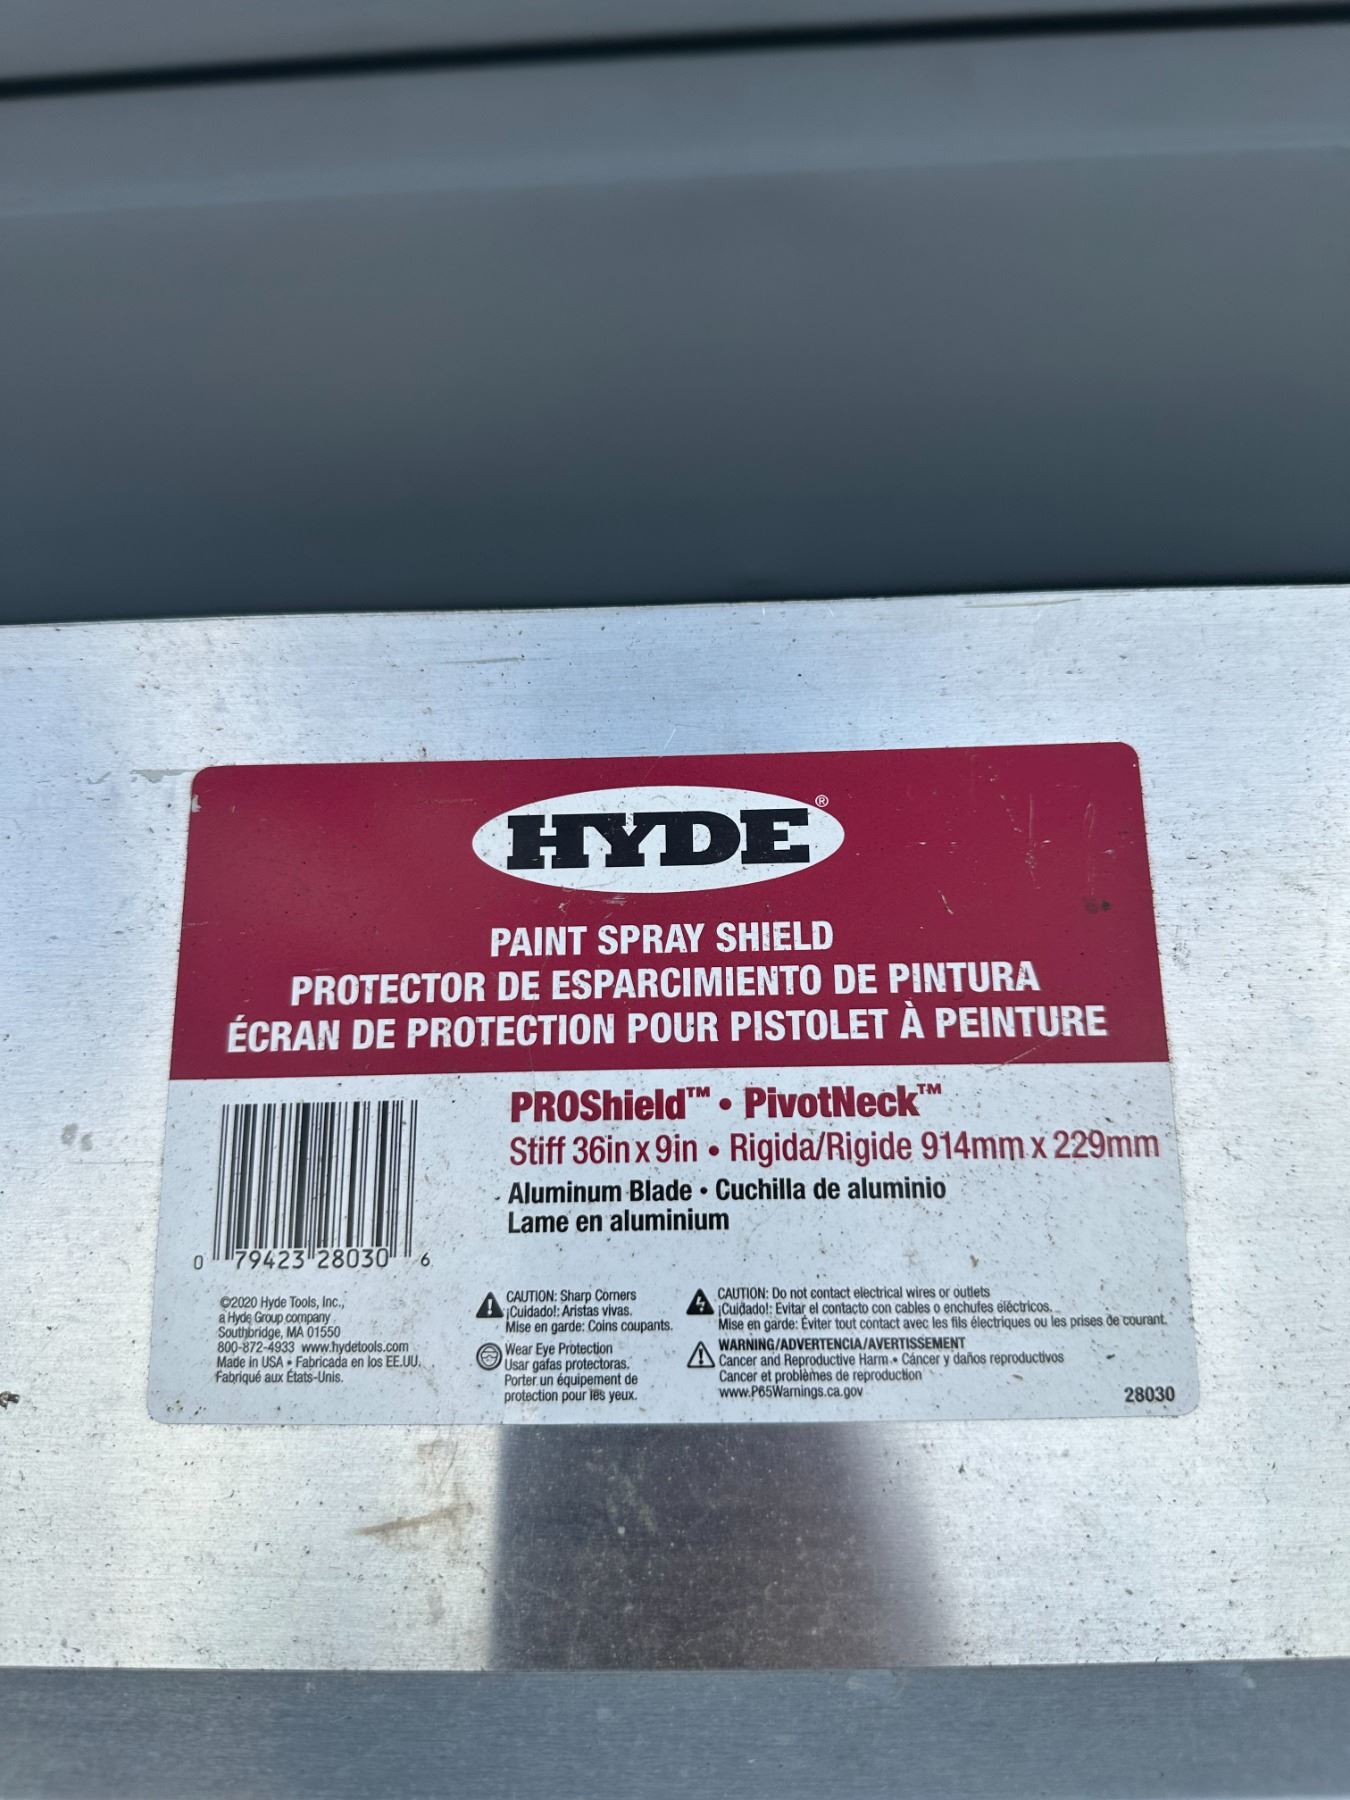 HYDE®
PAINT SPRAY SHIELD
PROTECTOR DE ESPARCIMIENTO DE PINTURA
ÉCRAN DE PROTECTION POUR PISTOLET À PEINTURE
PROShield™ • PivotNeck™
Stiff 36in x 9in • Rigida/Rigide 914mm x 229mm
Aluminum Blade • Cuchilla de aluminio
Lame en aluminium
0 79423 28030 6
©2020 Hyde Tools, Inc.,
a Hyde Group company
Southbridge, MA 01550
800-872-4933 www.hydetools.com
Made in USA • Fabricada en los EE.UU.
Fabriqué aux États-Unis.
CAUTION: Sharp Corners
¡Cuidado!: Aristas vivas.
Mise en garde: Coins coupants.
Wear Eye Protection
Usar gafas protectoras.
Porter un équipement de
protection pour les yeux.
CAUTION: Do not contact electrical wires or outlets
¡Cuidado!: Evitar el contacto con cables o enchufes eléctricos.
Mise en garde: Éviter tout contact avec les fils électriques ou les prises de courant.
WARNING/ADVERTENCIA/AVERTISSEMENT
Cancer and Reproductive Harm • Cáncer y daños reproductivos
Cancer et problèmes de reproduction
www.P65Warnings.ca.gov
28030